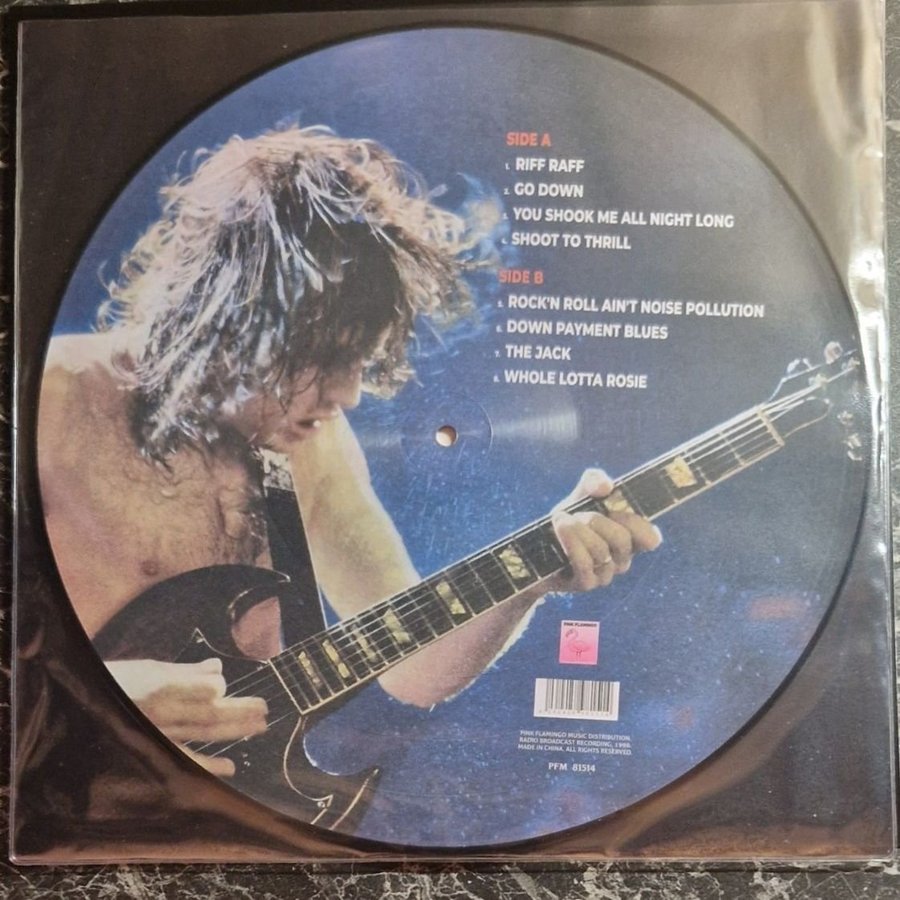 SIDE A
1. RIFF RAFF
2. GO DOWN
3. YOU SHOOK ME ALL NIGHT LONG
4. SHOOT TO THRILL
SIDE B
5. ROCK'N ROLL AIN'T NOISE POLLUTION
6. DOWN PAYMENT BLUES
7. THE JACK
8. WHOLE LOTTA ROSIE
PINK FLAMINGO
PINK FLAMINGO MUSIC DISTRIBUTION.
RADIO BROADCAST RECORDING, 1996.
MADE IN CHINA. ALL RIGHTS RESERVED.
PFM 81514